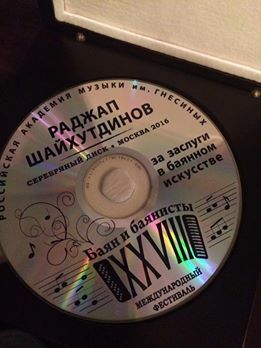 РОССИЙСКАЯ АКАДЕМИЯ МУЗЫКИ ИМ. ГНЕСИНЫХ
РАДЖАП
ШАЙХУТДИНОВ
СЕРЕБРЯНЫЙ ДИСК • МОСКВА 2016
за заслуги
в баянном
искусстве
Баян и баянисты
XXVIII
МЕЖДУНАРОДНЫЙ
ФЕСТИВАЛЬ